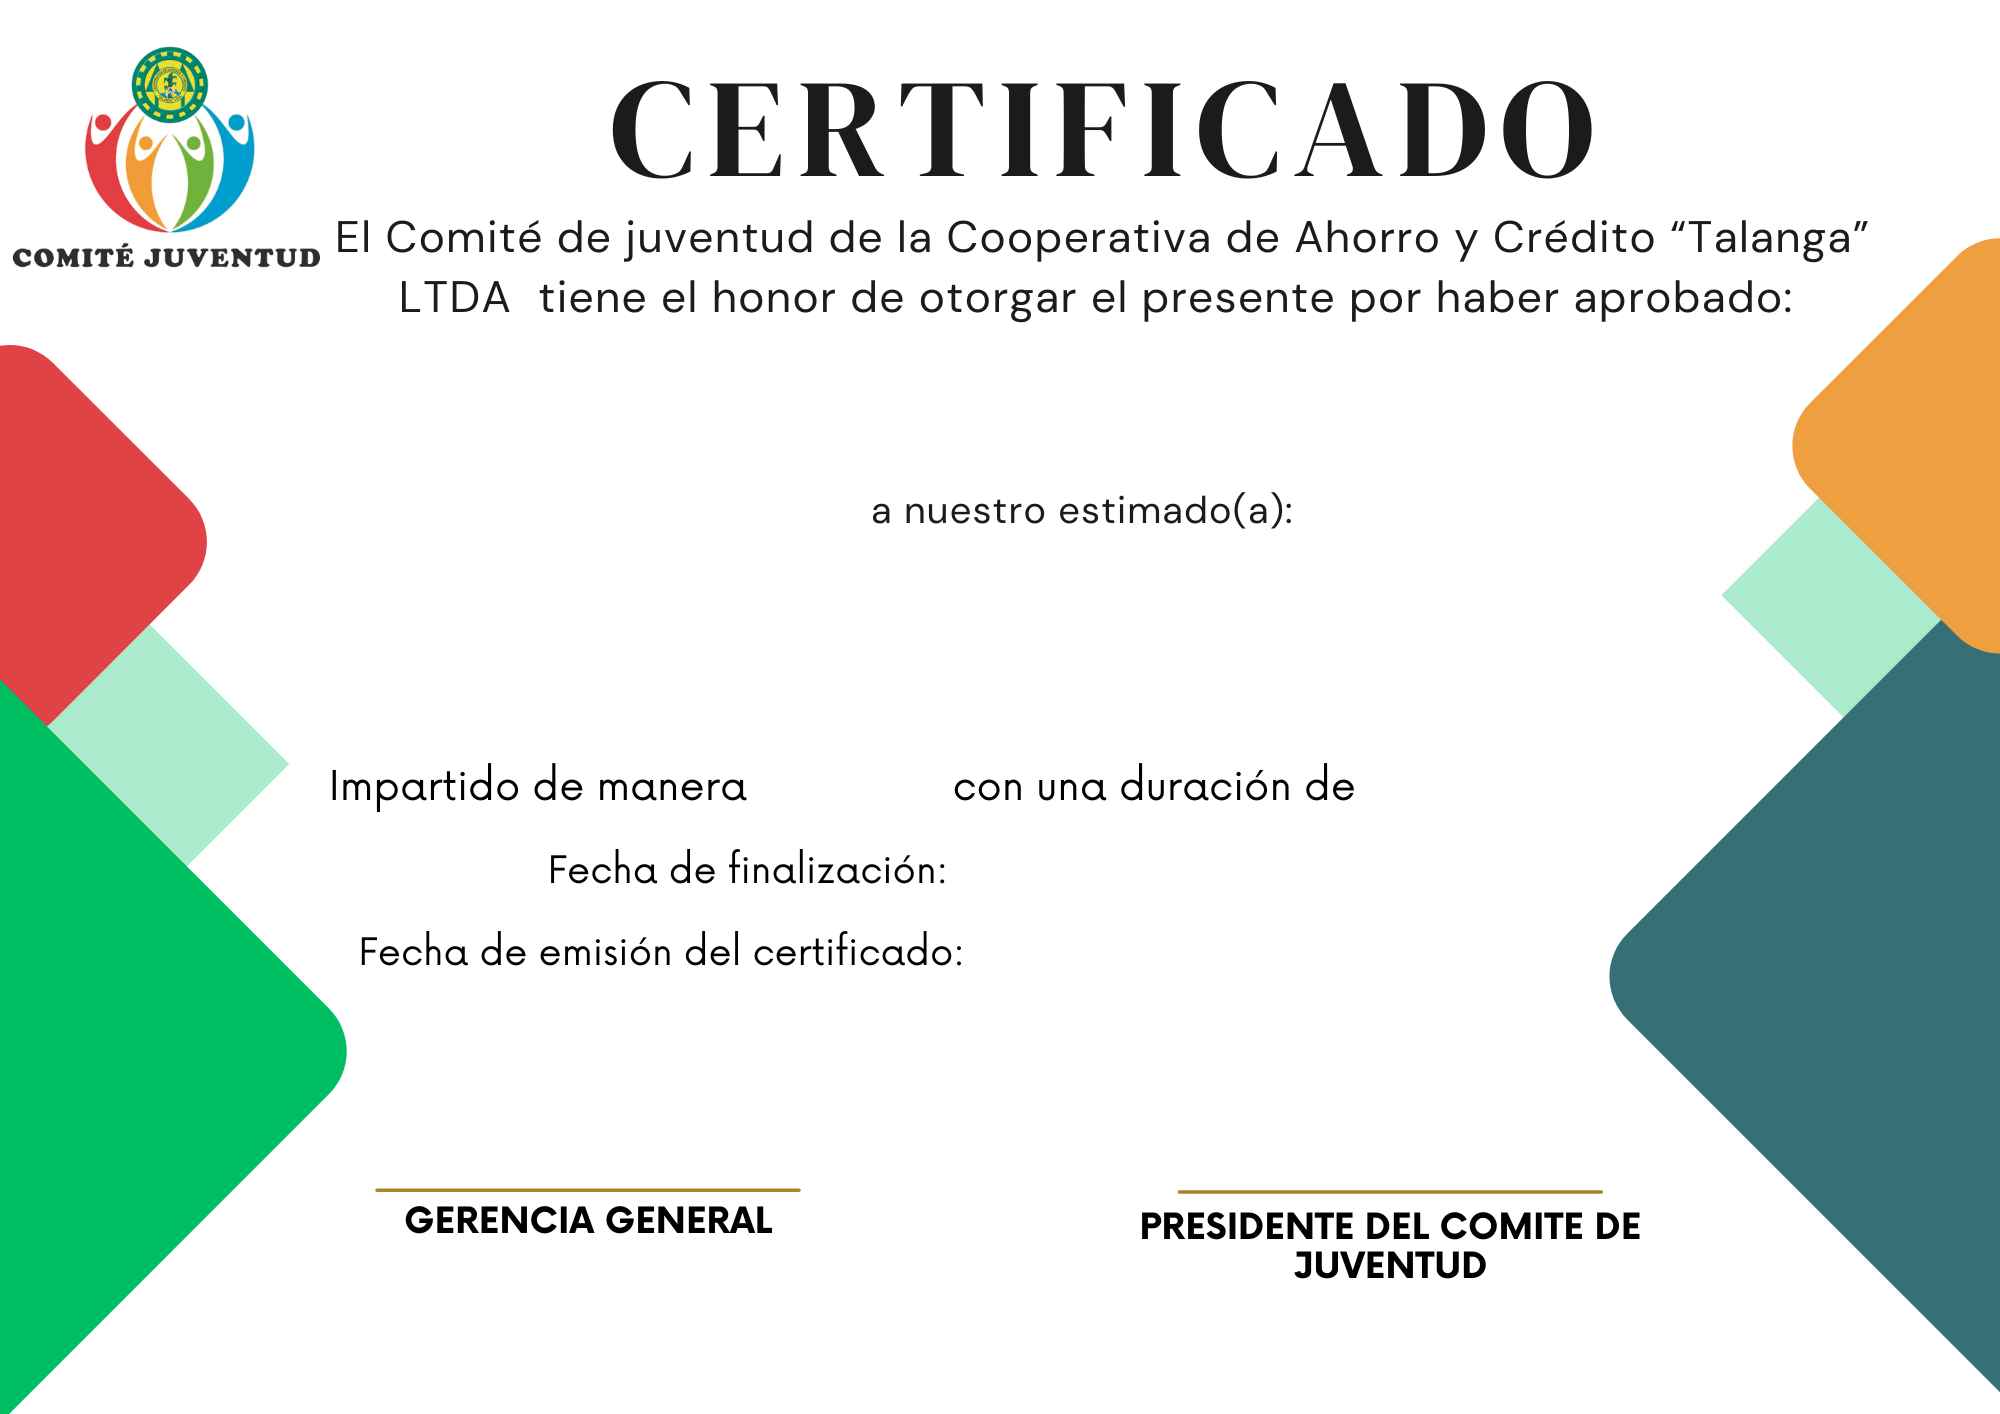 CERTIFICADO
COMITÉ JUVENTUD
El Comité de juventud de la Cooperativa de Ahorro y Crédito “Talanga”
LTDA  tiene el honor de otorgar el presente por haber aprobado:
a nuestro estimado(a):
Impartido de manera con una duración de
Fecha de finalización:
Fecha de emisión del certificado:
GERENCIA GENERAL
PRESIDENTE DEL COMITE DE
JUVENTUD